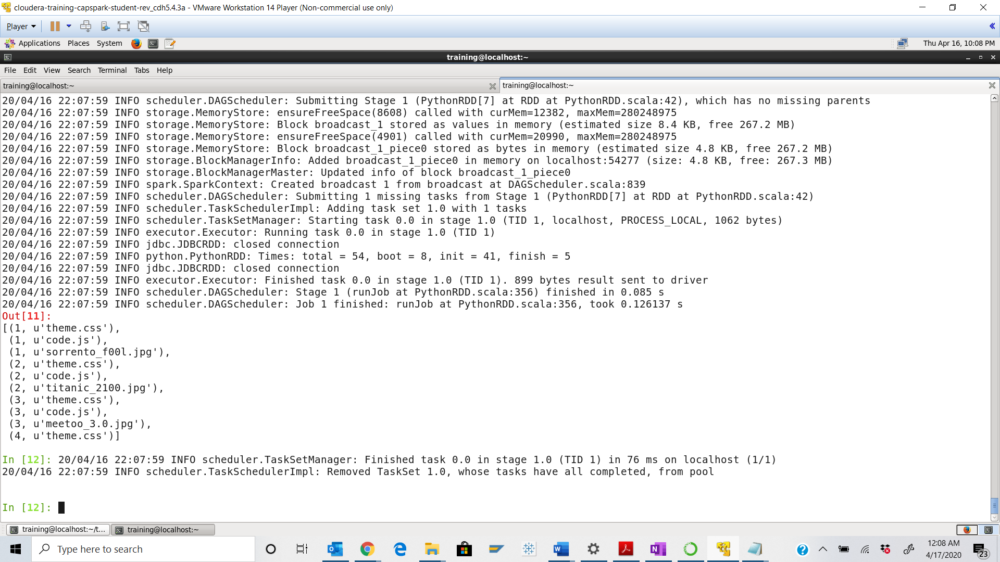 cloudera-training-capspark-student-rev_cdh5.4.3a - VMware Workstation 14 Player (Non-commercial use only)
Player
Applications Places System Thu Apr 16, 10:08 PM
training@localhost:~
File Edit View Search Terminal Tabs Help
training@localhost:~ training@localhost:~
20/04/16 22:07:59 INFO scheduler.DAGScheduler: Submitting Stage 1 (PythonRDD[7] at RDD at PythonRDD.scala:42), which has no missing parents
20/04/16 22:07:59 INFO storage.MemoryStore: ensureFreeSpace(8608) called with curMem=12382, maxMem=280248975
20/04/16 22:07:59 INFO storage.MemoryStore: Block broadcast_1 stored as values in memory (estimated size 8.4 KB, free 267.2 MB)
20/04/16 22:07:59 INFO storage.MemoryStore: ensureFreeSpace(4901) called with curMem=20990, maxMem=280248975
20/04/16 22:07:59 INFO storage.MemoryStore: Block broadcast_1_piece0 stored as bytes in memory (estimated size 4.8 KB, free 267.2 MB)
20/04/16 22:07:59 INFO storage.BlockManagerInfo: Added broadcast_1_piece0 in memory on localhost:54277 (size: 4.8 KB, free: 267.3 MB)
20/04/16 22:07:59 INFO storage.BlockManagerMaster: Updated info of block broadcast_1_piece0
20/04/16 22:07:59 INFO spark.SparkContext: Created broadcast 1 from broadcast at DAGScheduler.scala:839
20/04/16 22:07:59 INFO scheduler.DAGScheduler: Submitting 1 missing tasks from Stage 1 (PythonRDD[7] at RDD at PythonRDD.scala:42)
20/04/16 22:07:59 INFO scheduler.TaskSchedulerImpl: Adding task set 1.0 with 1 tasks
20/04/16 22:07:59 INFO scheduler.TaskSetManager: Starting task 0.0 in stage 1.0 (TID 1, localhost, PROCESS_LOCAL, 1062 bytes)
20/04/16 22:07:59 INFO executor.Executor: Running task 0.0 in stage 1.0 (TID 1)
20/04/16 22:07:59 INFO jdbc.JDBCRDD: closed connection
20/04/16 22:07:59 INFO python.PythonRDD: Times: total = 54, boot = 8, init = 41, finish = 5
20/04/16 22:07:59 INFO jdbc.JDBCRDD: closed connection
20/04/16 22:07:59 INFO executor.Executor: Finished task 0.0 in stage 1.0 (TID 1). 899 bytes result sent to driver
20/04/16 22:07:59 INFO scheduler.DAGScheduler: Stage 1 (runJob at PythonRDD.scala:356) finished in 0.085 s
20/04/16 22:07:59 INFO scheduler.DAGScheduler: Job 1 finished: runJob at PythonRDD.scala:356, took 0.126137 s
Out[11]:
[(1, u'theme.css'),
(1, u'code.js'),
(1, u'sorrento_f00l.jpg'),
(2, u'theme.css'),
(2, u'code.js'),
(2, u'titanic_2100.jpg'),
(3, u'theme.css'),
(3, u'code.js'),
(3, u'meetoo_3.0.jpg'),
(4, u'theme.css')]
In [12]: 20/04/16 22:07:59 INFO scheduler.TaskSetManager: Finished task 0.0 in stage 1.0 (TID 1) in 76 ms on localhost (1/1)
20/04/16 22:07:59 INFO scheduler.TaskSchedulerImpl: Removed TaskSet 1.0, whose tasks have all completed, from pool
In [12]:
training@localhost:~/t... training@localhost:~
Type here to search
12:08 AM
4/17/2020
23